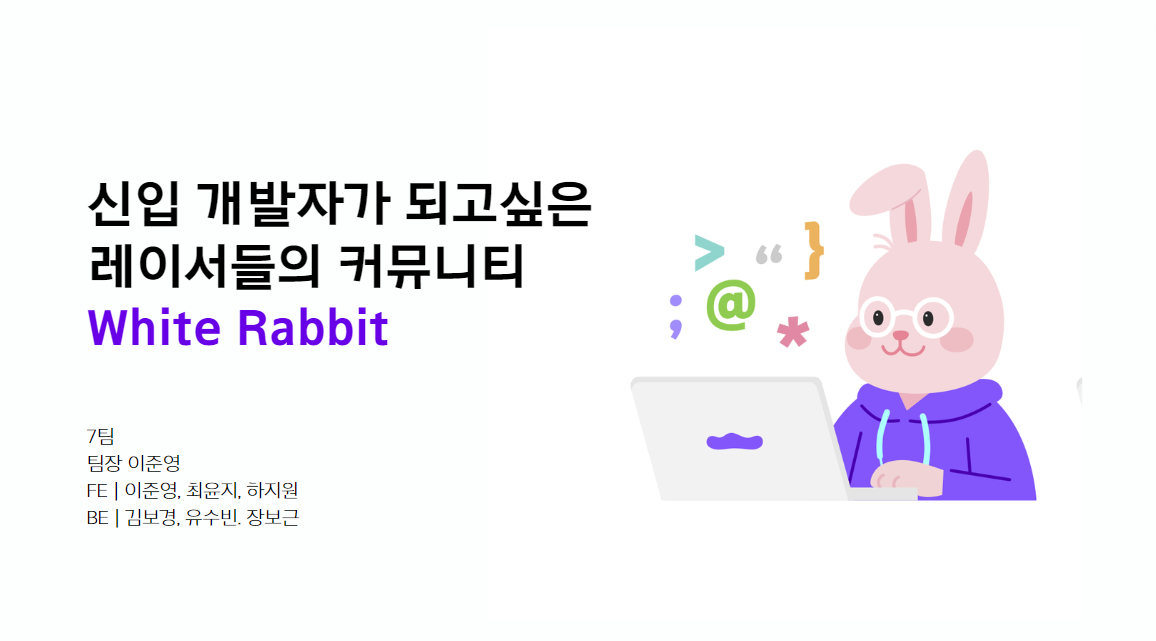 신입 개발자가 되고싶은
레이서들의 커뮤니티
White Rabbit
7팀
팀장 이준영
FE | 이준영, 최윤지, 하지원
BE | 김보경, 유수빈. 장보근
> “ }
; @ *